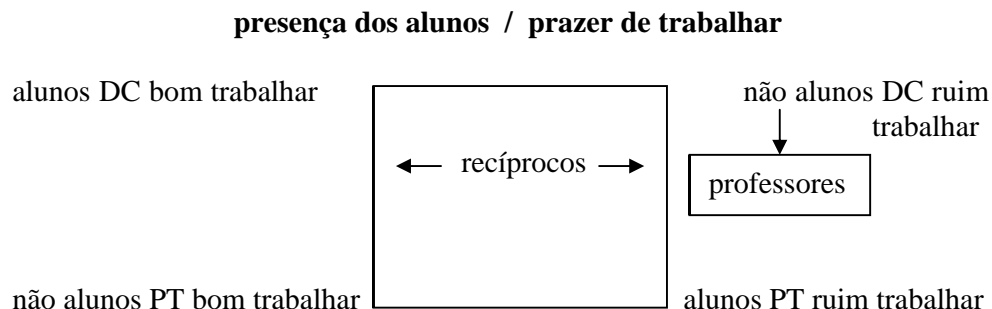 presença dos alunos / prazer de trabalhar
alunos DC bom trabalhar
não alunos DC ruim
trabalhar
recíprocos
professores
não alunos PT bom trabalhar
alunos PT ruim trabalhar